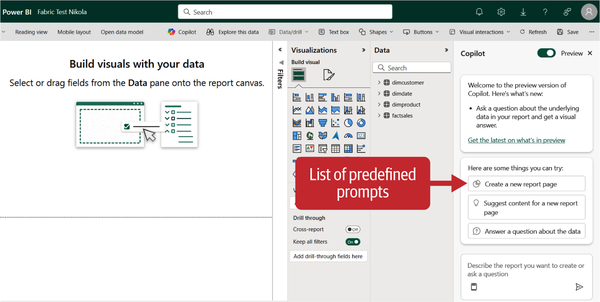 Power BI Fabric Test Nikola
Search
Reading view Mobile layout Open data model Copilot Explore this data Data/drill Text box Shapes Buttons Visual interactions Refresh Save
Build visuals with your data
Select or drag fields from the Data pane onto the report canvas.
Filters
Visualizations
Build visual
Drill through
Cross-report
Off
Keep all filters
On
Add drill-through fields here
Data
Search
dimcustomer
dimdate
dimproduct
factsales
List of predefined
prompts
Copilot Preview
Welcome to the preview version of
Copilot. Here's what's new:
• Ask a question about the underlying
data in your report and get a visual
answer.
Get the latest on what's in preview
Here are some things you can try:
Create a new report page
Suggest content for a new report
page
Answer a question about the data
Describe the report you want to create or
ask a question